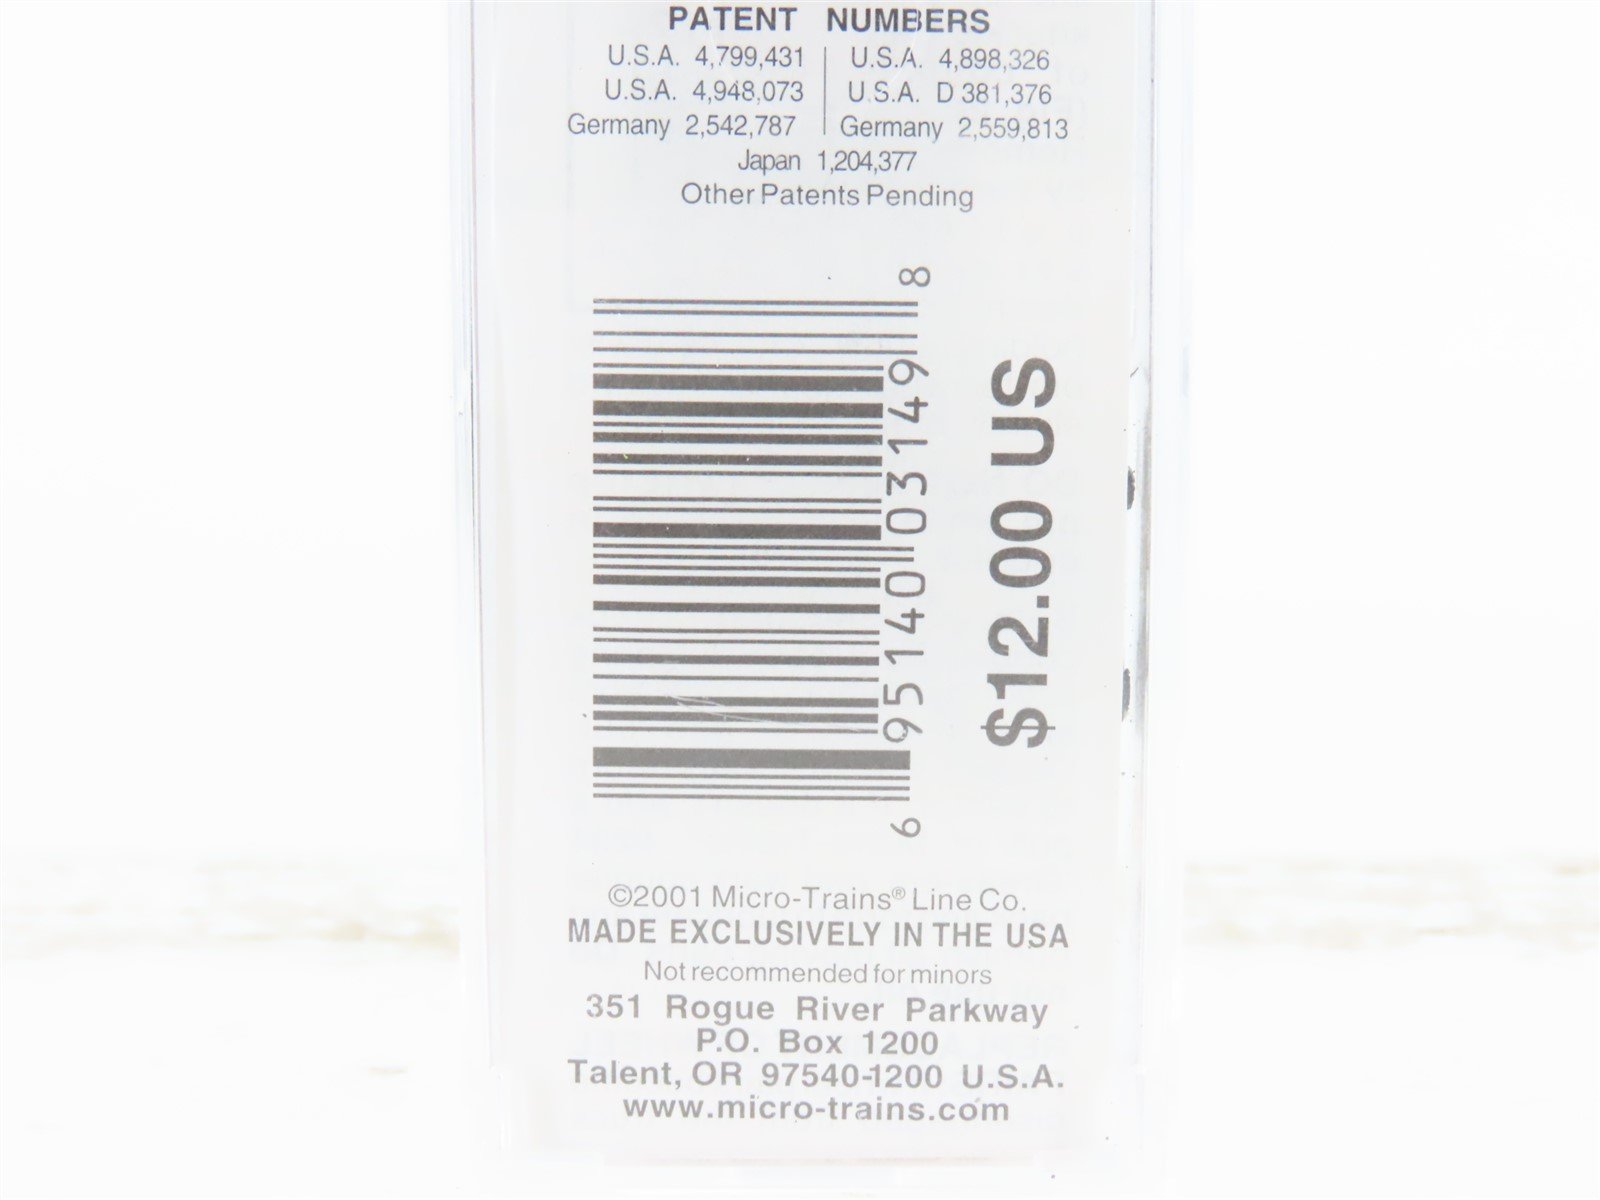 PATENT NUMBERS
U.S.A. 4,799,431 | U.S.A. 4,898,326
U.S.A. 4,948,073 | U.S.A. D 381,376
Germany 2,542,787 | Germany 2,559,813
Japan 1,204,377
Other Patents Pending
6 95140 03149 8
$12.00 US
©2001 Micro-Trains® Line Co.
MADE EXCLUSIVELY IN THE USA
Not recommended for minors
351 Rogue River Parkway
P.O. Box 1200
Talent, OR 97540-1200 U.S.A.
www.micro-trains.com